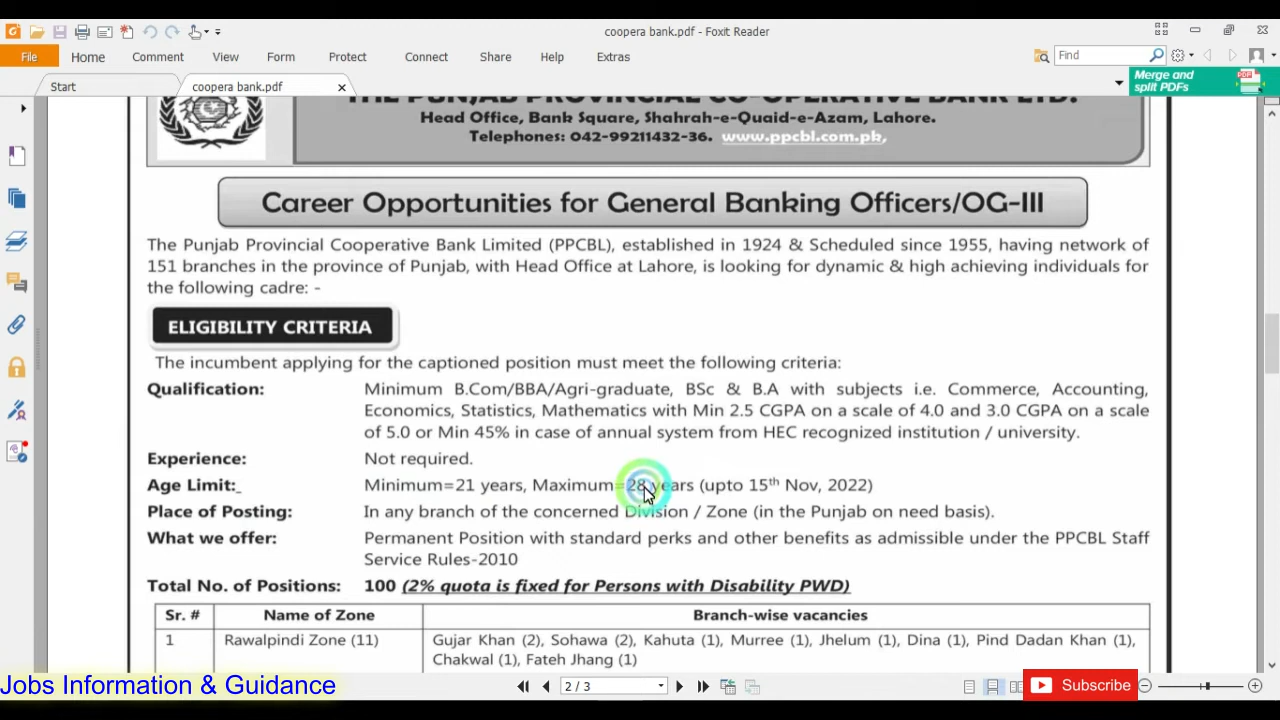 coopera bank.pdf - Foxit Reader
File Home Comment View Form Protect Connect Share Help Extras
Find
Start
coopera bank.pdf
Merge and
split PDFs
PDF
THE PUNJAB PROVINCIAL CO-OPERATIVE BANK LTD.
Head Office, Bank Square, Shahrah-e-Quaid-e-Azam, Lahore.
Telephones: 042-99211432-36. www.ppcbl.com.pk,
Career Opportunities for General Banking Officers/OG-III
The Punjab Provincial Cooperative Bank Limited (PPCBL), established in 1924 & Scheduled since 1955, having network of
151 branches in the province of Punjab, with Head Office at Lahore, is looking for dynamic & high achieving individuals for
the following cadre: -
ELIGIBILITY CRITERIA
The incumbent applying for the captioned position must meet the following criteria:
Qualification: Minimum B.Com/BBA/Agri-graduate, BSc & B.A with subjects i.e. Commerce, Accounting,
Economics, Statistics, Mathematics with Min 2.5 CGPA on a scale of 4.0 and 3.0 CGPA on a scale
of 5.0 or Min 45% in case of annual system from HEC recognized institution / university.
Experience: Not required.
Age Limit:_ Minimum=21 years, Maximum=28 years (upto 15th Nov, 2022)
Place of Posting: In any branch of the concerned Division / Zone (in the Punjab on need basis).
What we offer: Permanent Position with standard perks and other benefits as admissible under the PPCBL Staff
Service Rules-2010
Total No. of Positions: 100 (2% quota is fixed for Persons with Disability PWD)
Sr. # Name of Zone Branch-wise vacancies
1 Rawalpindi Zone (11) Gujar Khan (2), Sohawa (2), Kahuta (1), Murree (1), Jhelum (1), Dina (1), Pind Dadan Khan (1),
Chakwal (1), Fateh Jhang (1)
Jobs Information & Guidance
2 / 3
Subscribe